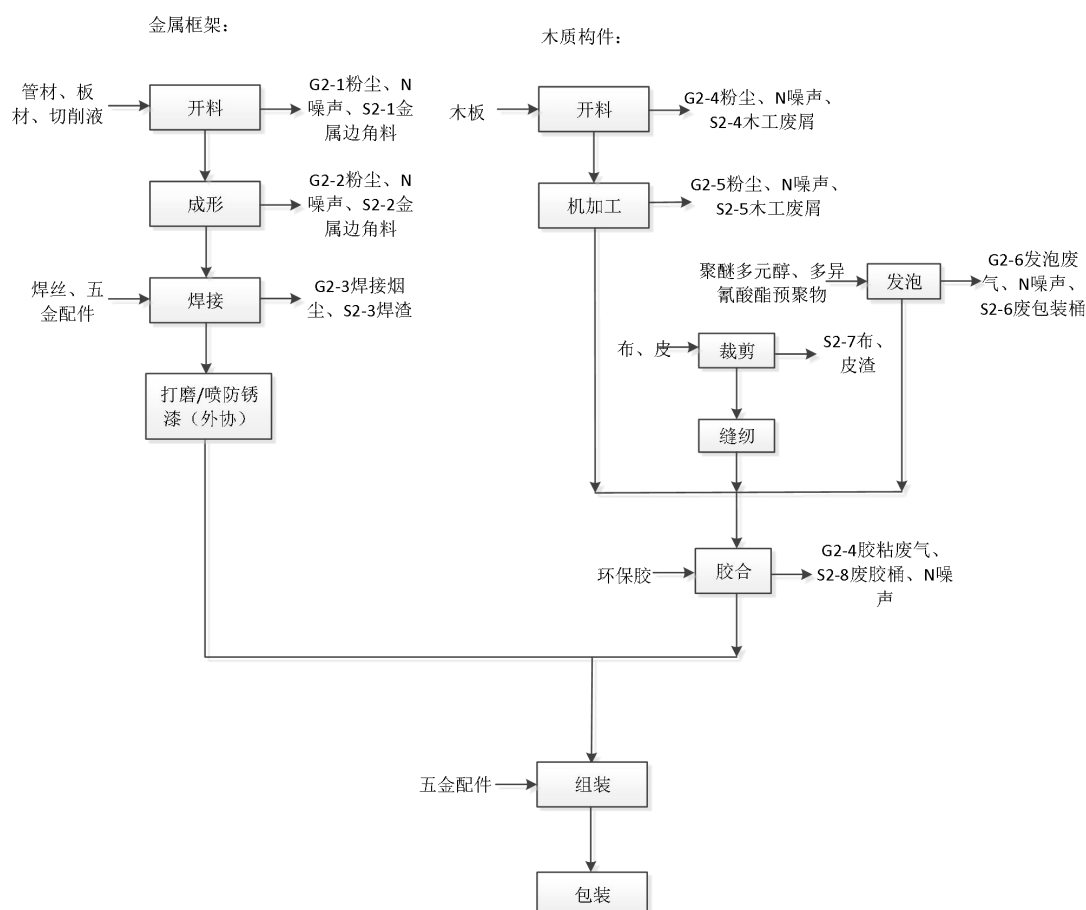 金属框架：
管材、板
材、切削液
开料
G2-1粉尘、N
噪声、S2-1金
属边角料
成形
G2-2粉尘、N
噪声、S2-2金
属边角料
焊丝、五
金配件
焊接
G2-3焊接烟
尘、S2-3焊渣
打磨/喷防锈
漆（外协）
木质构件：
木板
开料
G2-4粉尘、N噪声、
S2-4木工废屑
机加工
G2-5粉尘、N噪声、
S2-5木工废屑
聚醚多元醇、多异
氰酸酯预聚物
发泡
G2-6发泡废
气、N噪声、
S2-6废包装桶
布、皮
裁剪
S2-7布、
皮渣
缝纫
环保胶
胶合
G2-4胶粘废气、
S2-8废胶桶、N噪
声
五金配件
组装
包装